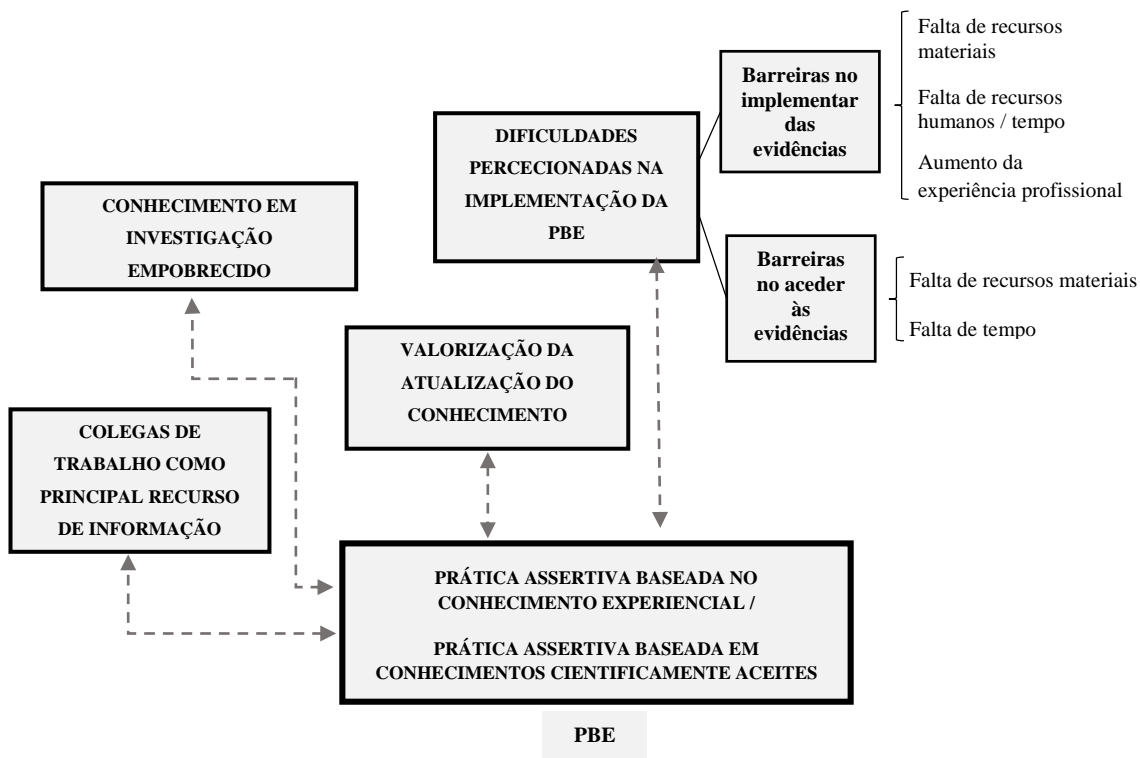 Falta de recursos
materiais
Barreiras no
implementar
das
evidências
Falta de recursos
humanos / tempo
Aumento da
experiência profissional
DIFICULDADES
PERCECIONADAS NA
IMPLEMENTAÇÃO DA
PBE
CONHECIMENTO EM
INVESTIGAÇÃO
EMPOBRECIDO
Barreiras
no aceder
às
evidências
Falta de recursos materiais
Falta de tempo
VALORIZAÇÃO DA
ATUALIZAÇÃO DO
CONHECIMENTO
COLEGAS DE
TRABALHO COMO
PRINCIPAL RECURSO
DE INFORMAÇÃO
PRÁTICA ASSERTIVA BASEADA NO
CONHECIMENTO EXPERIENCIAL /
PRÁTICA ASSERTIVA BASEADA EM
CONHECIMENTOS CIENTIFICAMENTE ACEITES
PBE